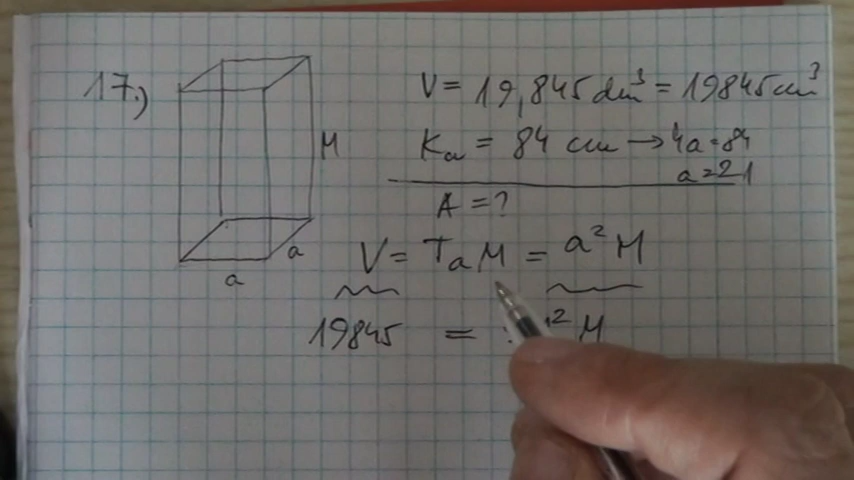 17.)
V = 19,845 dm³ = 19845 cm³
Ka = 84 cm → 4a = 84
a = 21
A = ?
M
a
a
V = TaM = a²M
19845 = ²M